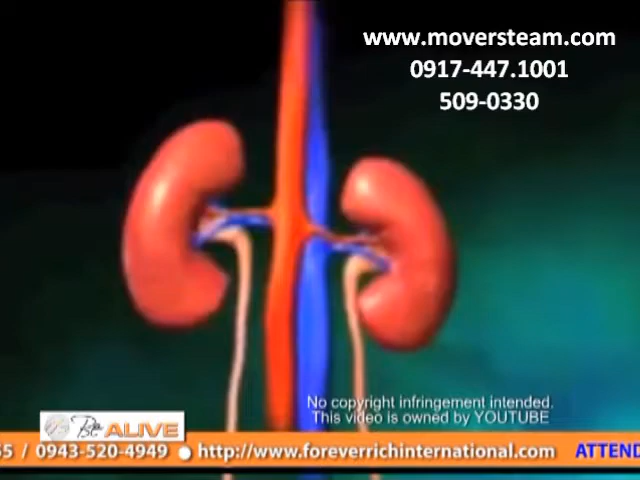 www.moversteam.com
0917-447.1001
509-0330
No copyright infringement intended.
This video is owned by YOUTUBE
ALIVE
55 / 0943-520-4949 ● http://www.foreverrichinternational.com ATTEND